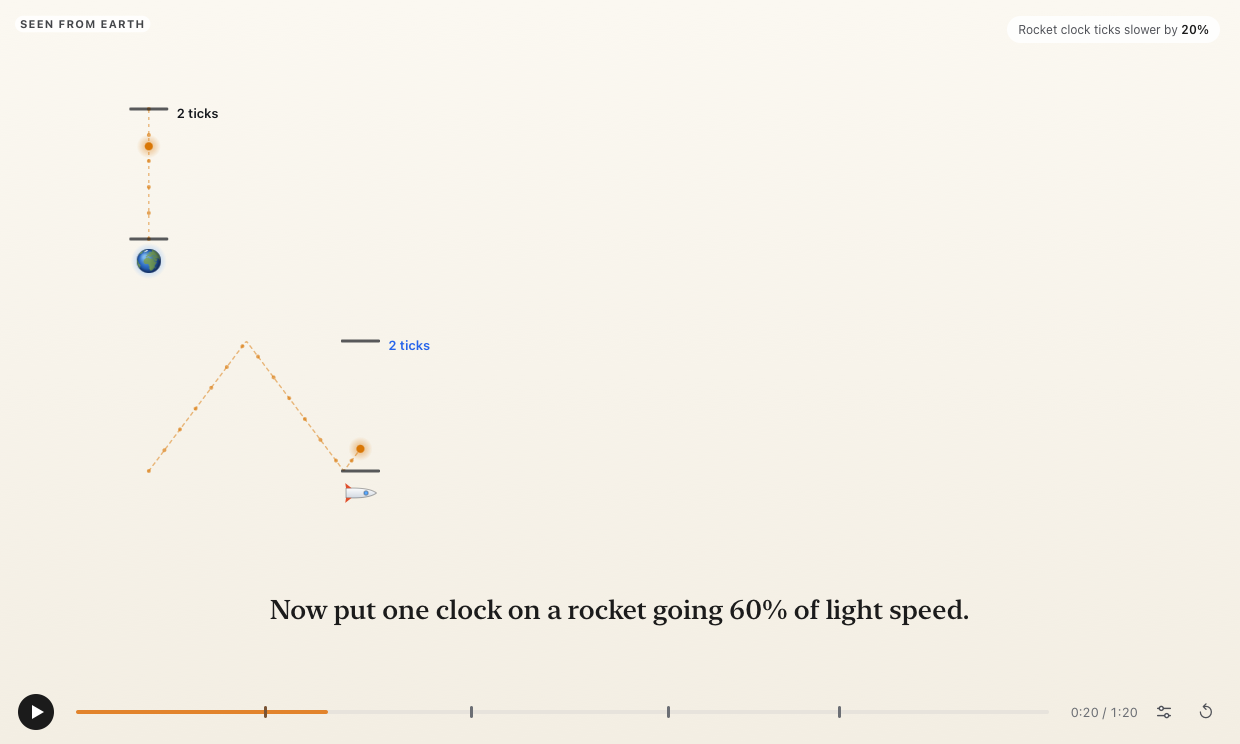 SEEN FROM EARTH
Rocket clock ticks slower by 20%
2 ticks
2 ticks
Now put one clock on a rocket going 60% of light speed.
0:20 / 1:20